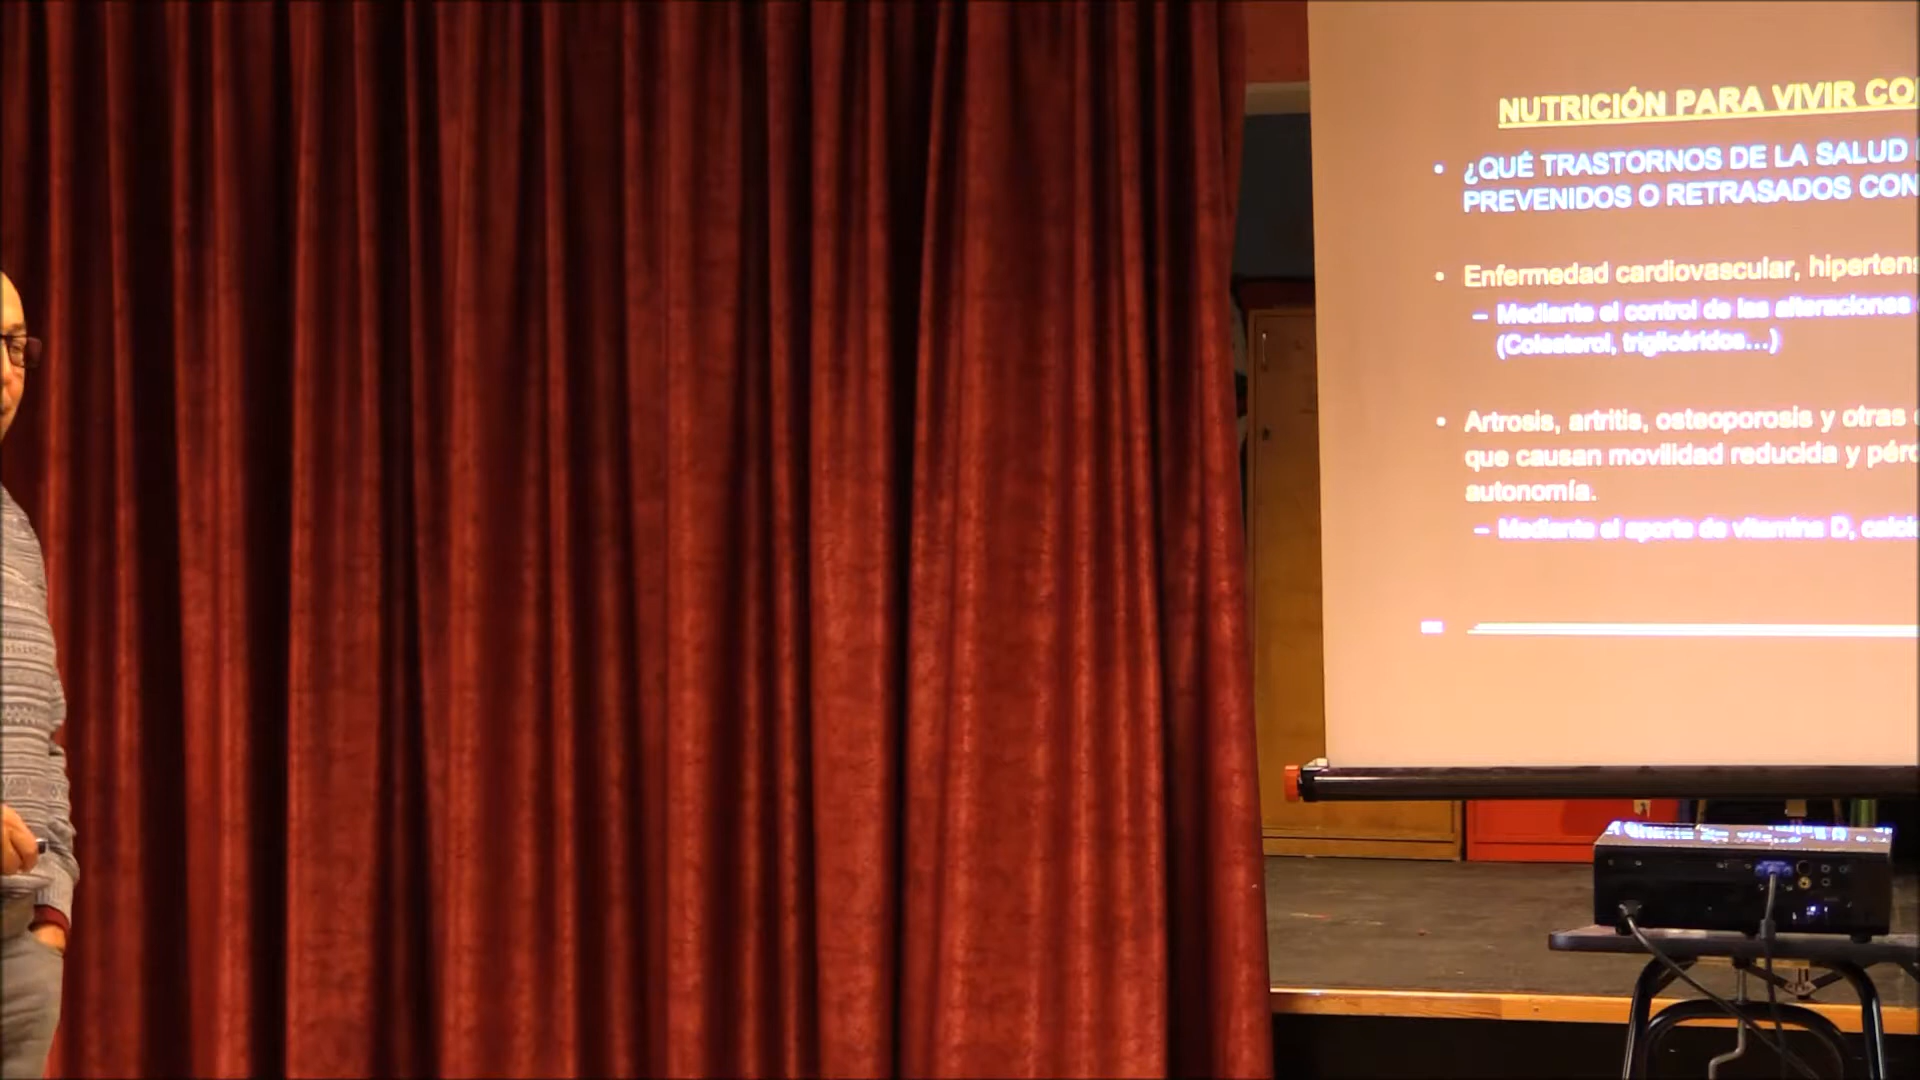 NUTRICIÓN PARA VIVIR CO
• ¿QUÉ TRASTORNOS DE LA SALUD
PREVENIDOS O RETRASADOS CON
• Enfermedad cardiovascular, hipertens
– Mediante el control de las alteraciones
(Colesterol, triglicéridos...)
• Artrosis, artritis, osteoporosis y otras
que causan movilidad reducida y pérd
autonomía.
– Mediante el aporte de vitamina D, calci